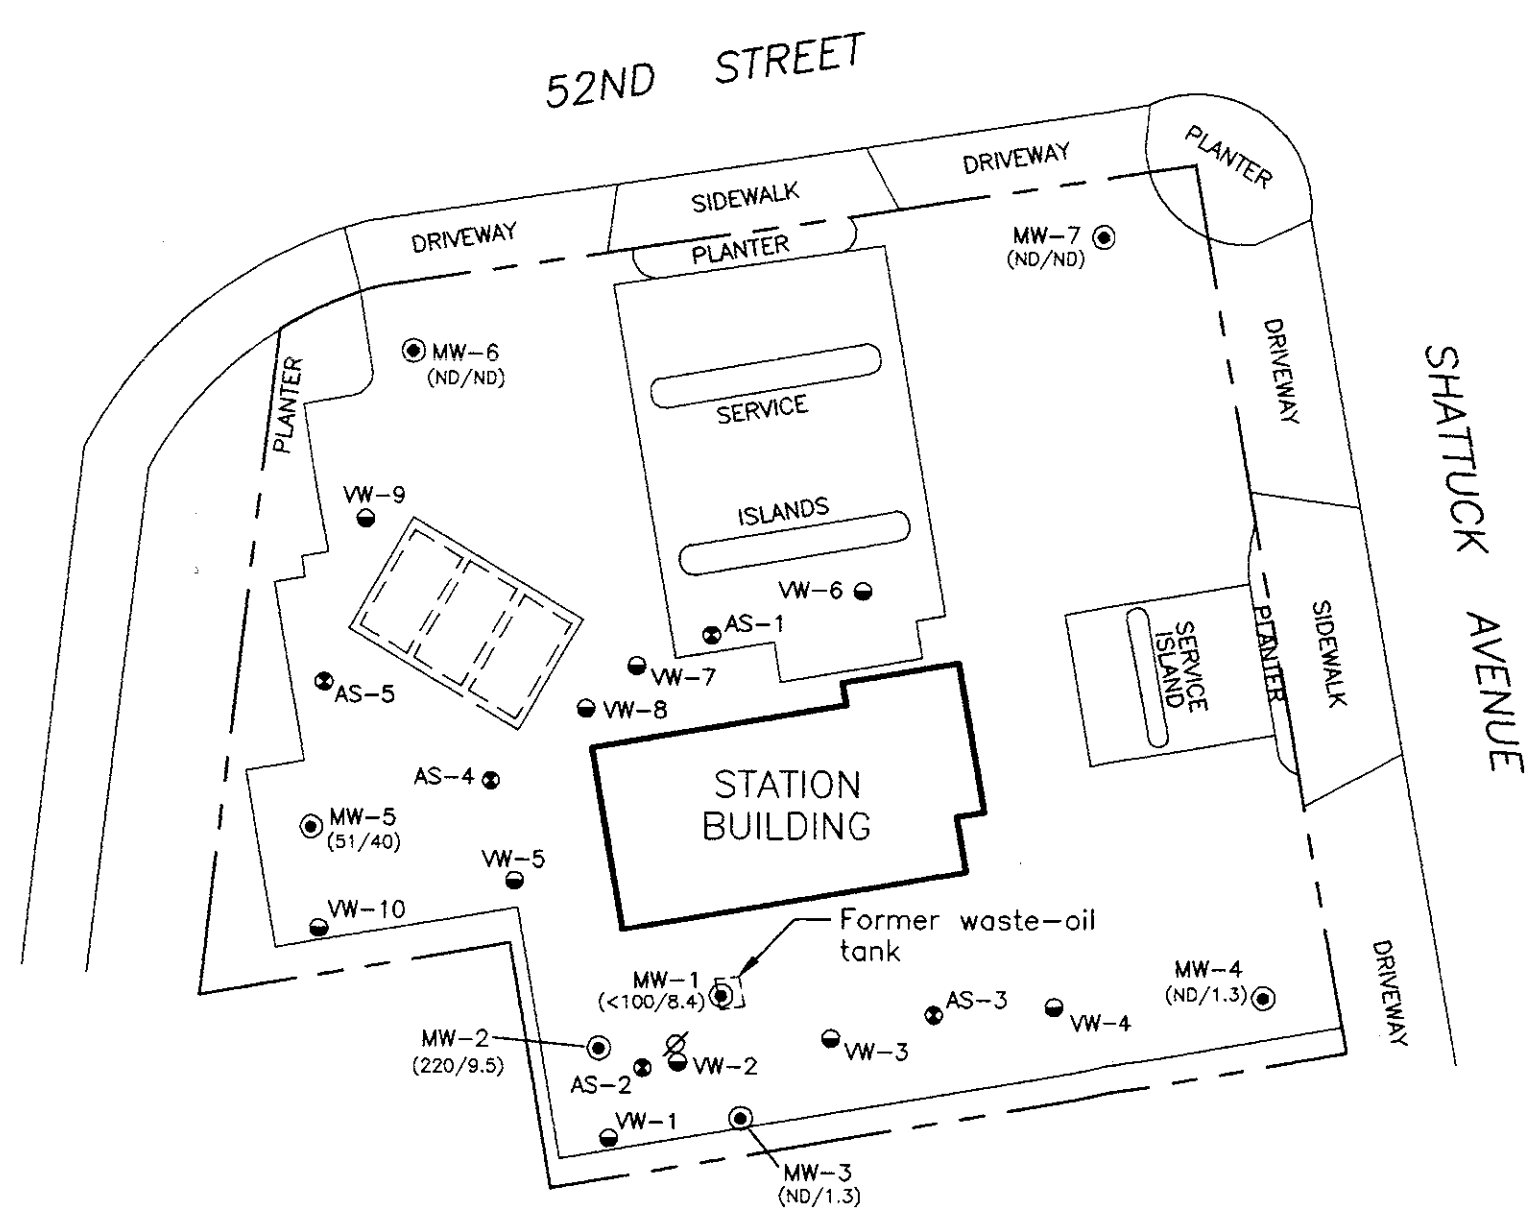 52ND STREET
PLANTER
DRIVEWAY
SIDEWALK
DRIVEWAY
PLANTER
MW-7
(ND/ND)
MW-6
(ND/ND)
PLANTER
DRIVEWAY
SHATTUCK AVENUE
SERVICE
ISLANDS
VW-9
VW-6
AS-1
VW-7
AS-5
VW-8
SERVICE
ISLAND
PLANTER
SIDEWALK
AS-4
STATION
BUILDING
MW-5
(51/40)
VW-5
VW-10
Former waste-oil
tank
MW-1
(<100/8.4)
MW-4
(ND/1.3)
DRIVEWAY
AS-3
VW-4
MW-2
(220/9.5)
VW-3
VW-2
AS-2
VW-1
MW-3
(ND/1.3)